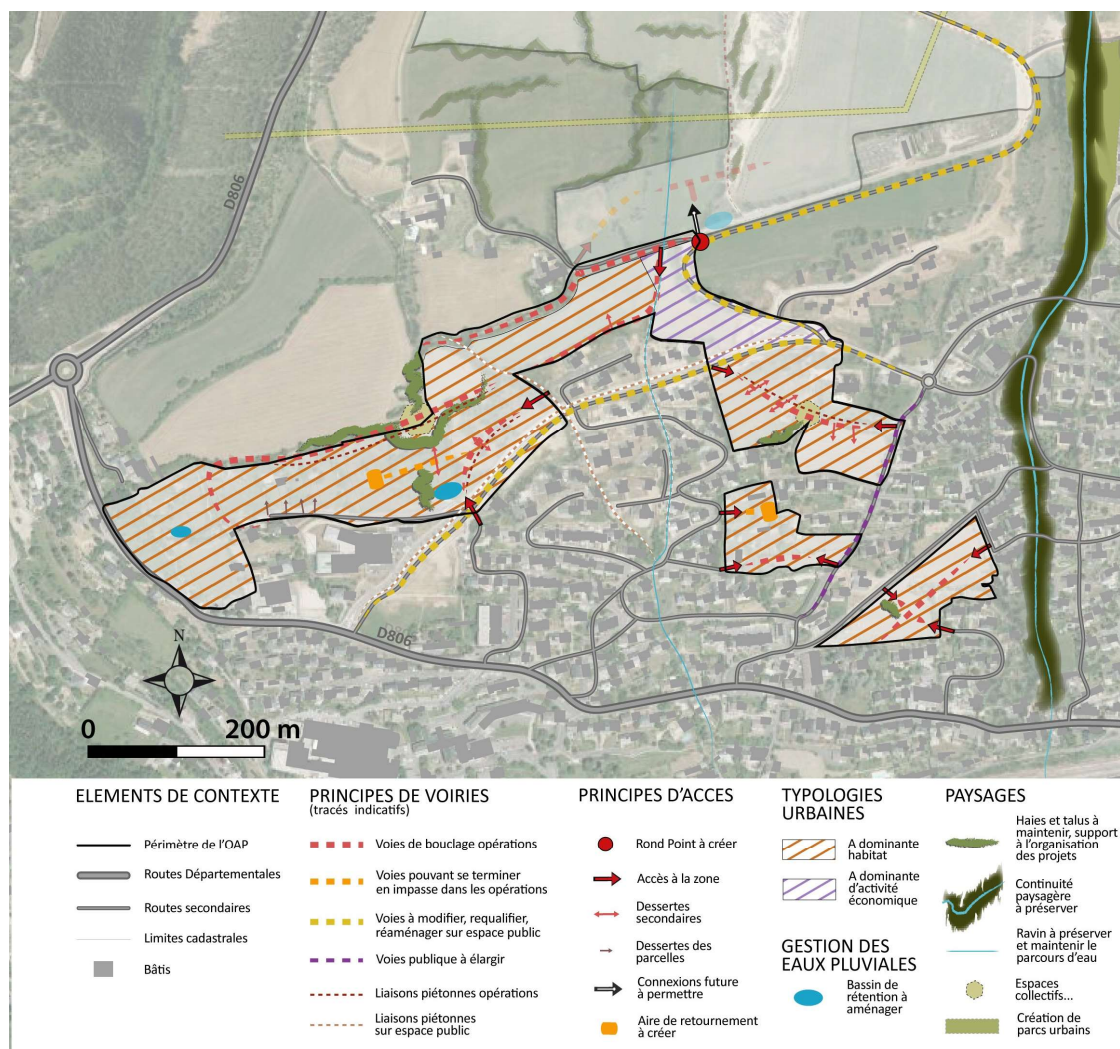 D806
D806
N
0 200 m
ELEMENTS DE CONTEXTE
Périmètre de l'OAP
Routes Départementales
Routes secondaires
Limites cadastrales
Bâtis
PRINCIPES DE VOIRIES
(tracés indicatifs)
Voies de bouclage opérations
Voies pouvant se terminer
en impasse dans les opérations
Voies à modifier, requalifier,
réaménager sur espace public
Voies publique à élargir
Liaisons piétonnes opérations
Liaisons piétonnes
sur espace public
PRINCIPES D'ACCES
Rond Point à créer
Accès à la zone
Dessertes
secondaires
Dessertes des
parcelles
Connexions future
à permettre
Aire de retournement
à créer
TYPOLOGIES
URBAINES
A dominante
habitat
A dominante
d'activité
économique
GESTION DES
EAUX PLUVIALES
Bassin de
rétention à
aménager
PAYSAGES
Haies et talus à
maintenir, support
à l'organisation
des projets
Continuité
paysagère
à préserver
Ravin à préserver
et maintenir le
parcours d'eau
Espaces
collectifs...
Création de
parcs urbains